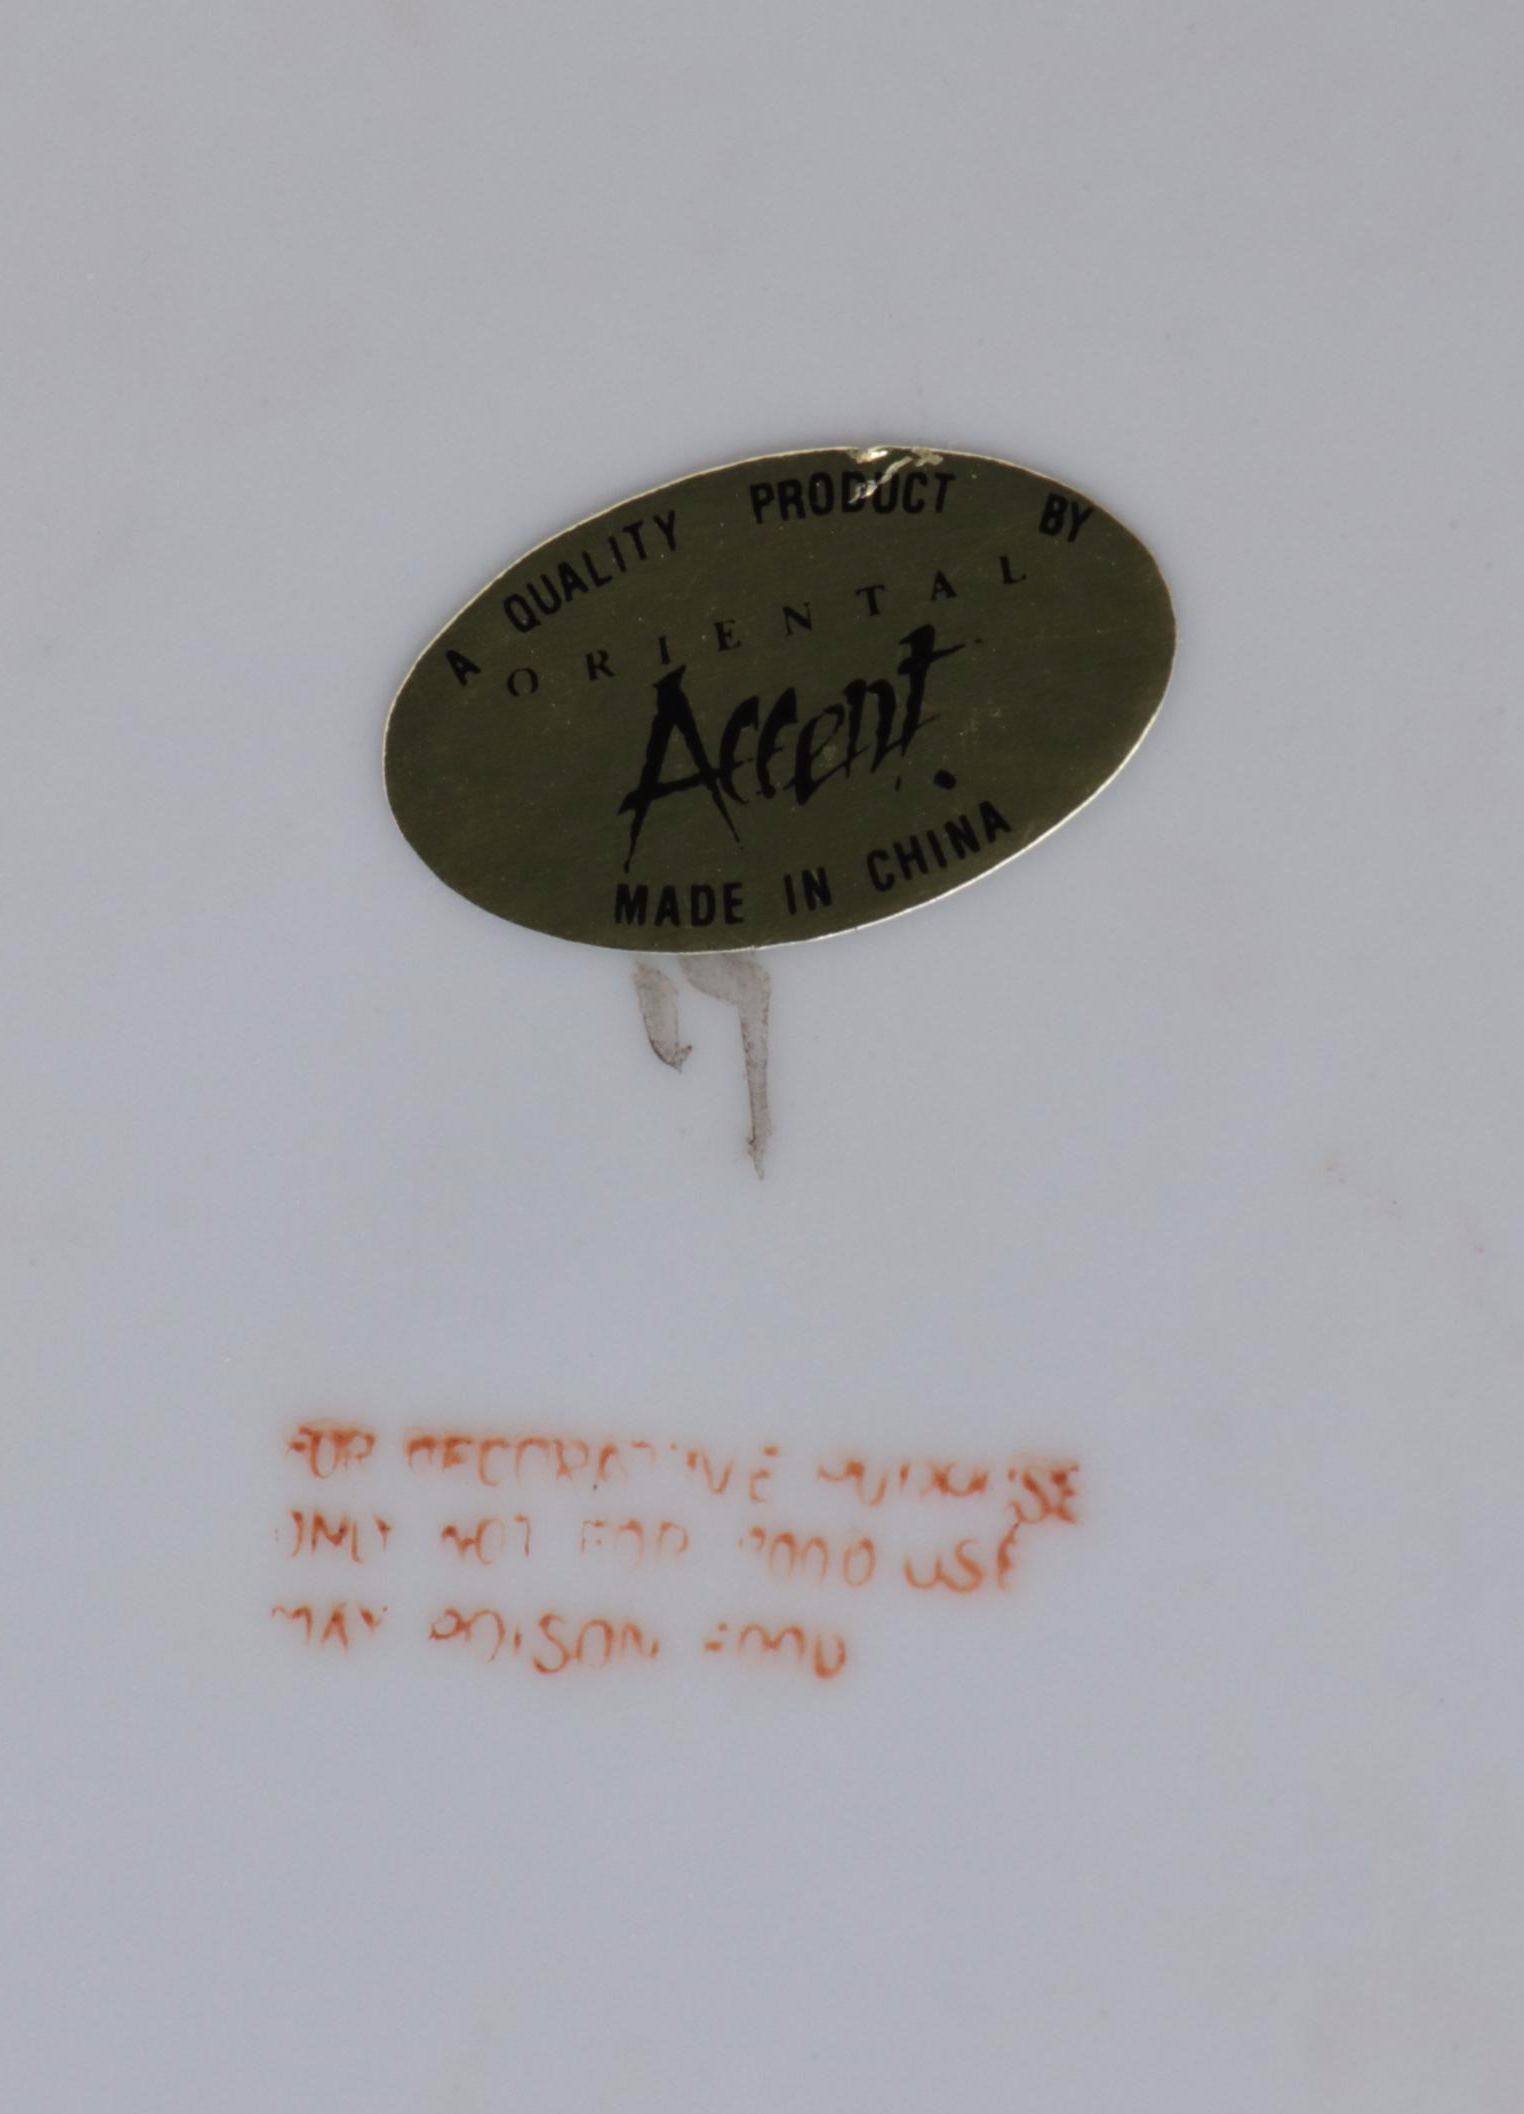 A QUALITY PRODUCT BY
ORIENTAL
Accent
MADE IN CHINA
FOR DECORATIVE PURPOSE
ONLY NOT FOR FOOD USE
MAY POISON FOOD